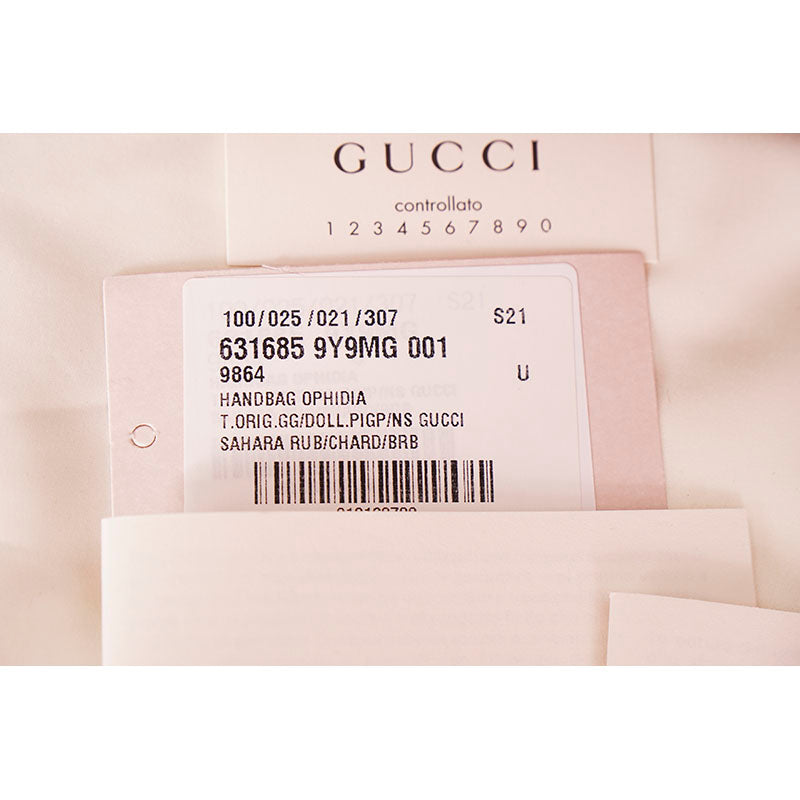 GUCCI
controllato
1 2 3 4 5 6 7 8 9 0
100/025 /021/307 S21
631685 9Y9MG 001
9864 U
HANDBAG OPHIDIA
T.ORIG.GG/DOLL.PIGP/NS GUCCI
SAHARA RUB/CHARD/BRB